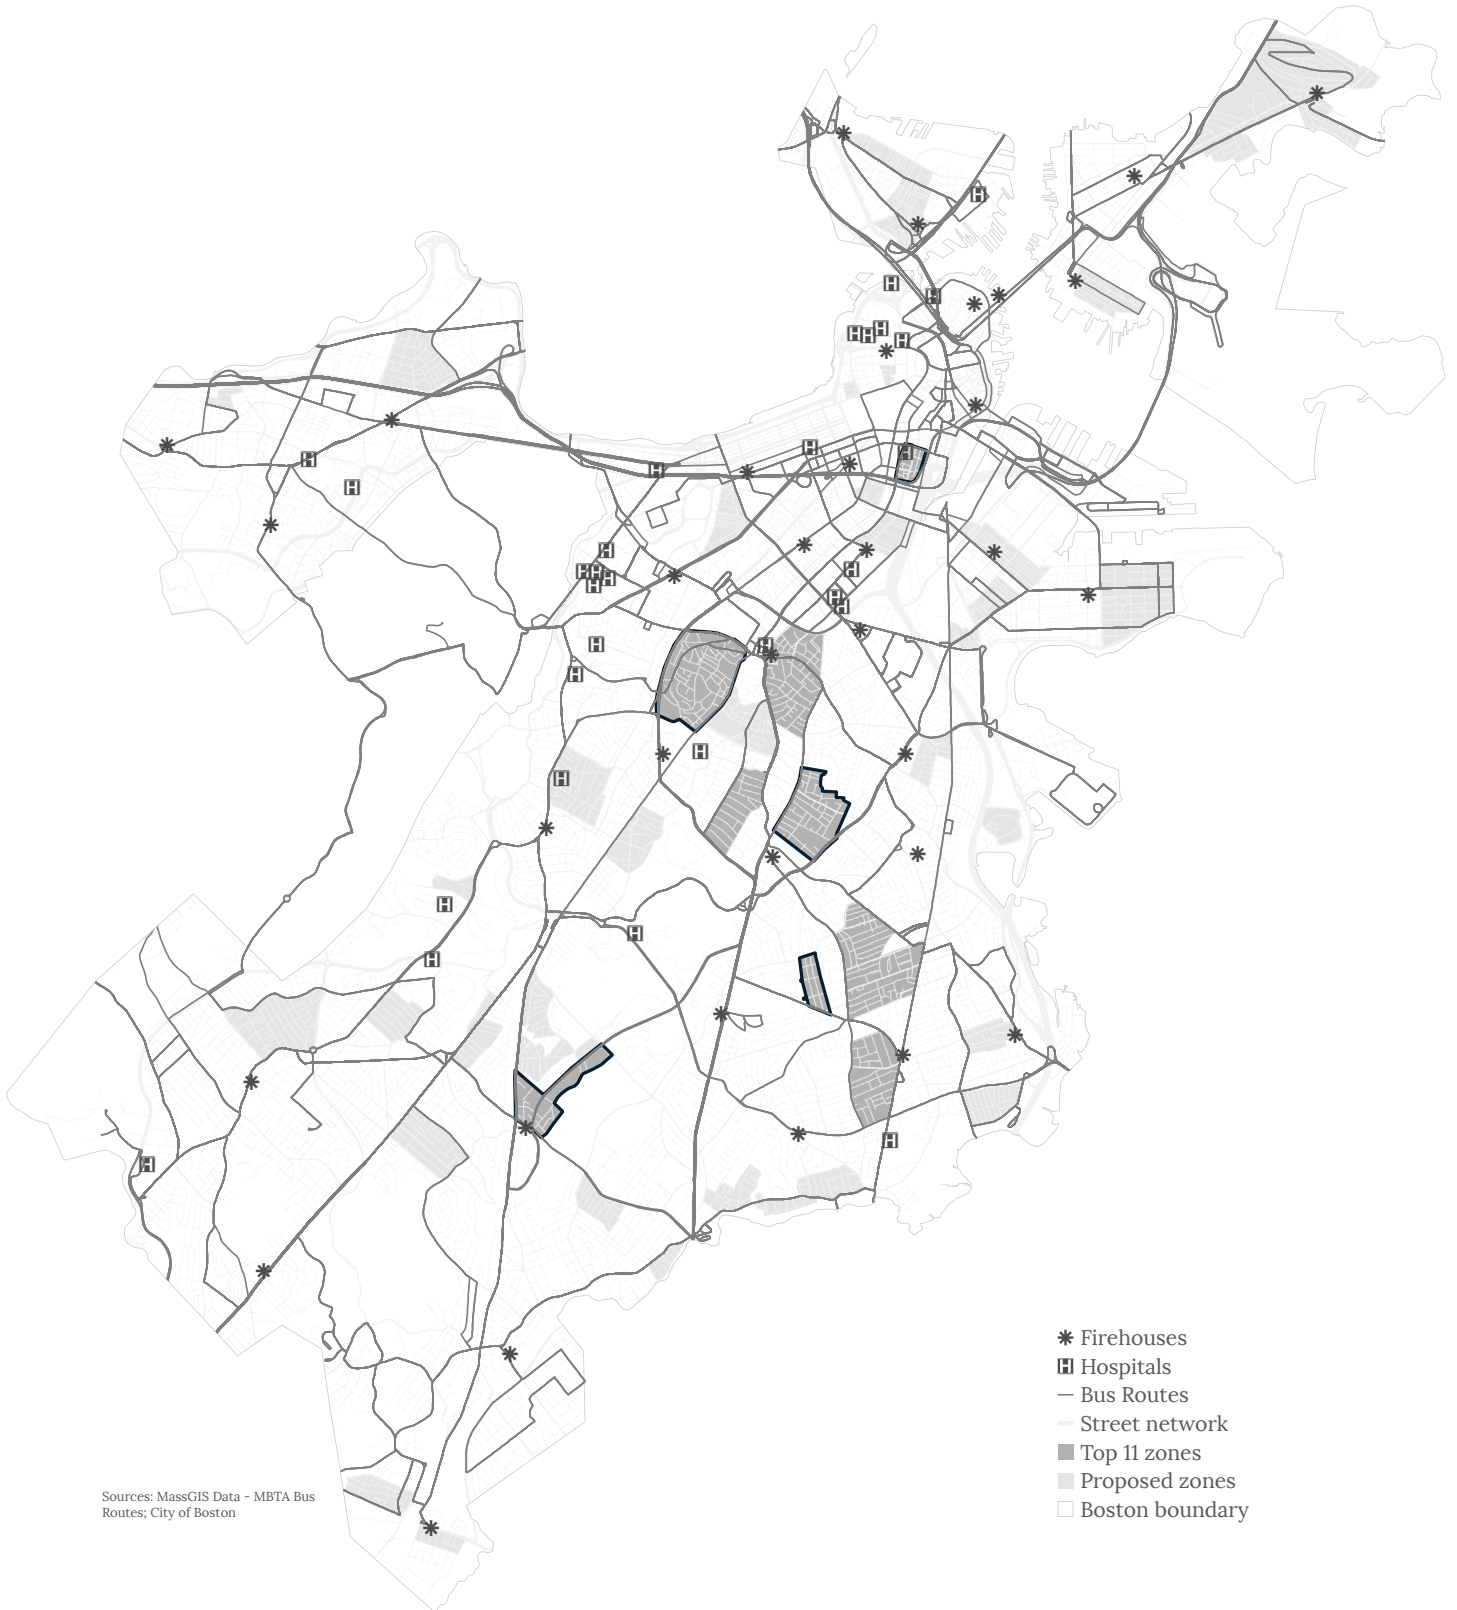 Firehouses
Hospitals
Bus Routes
Street network
Top 11 zones
Proposed zones
Boston boundary
Sources: MassGIS Data - MBTA Bus
Routes; City of Boston